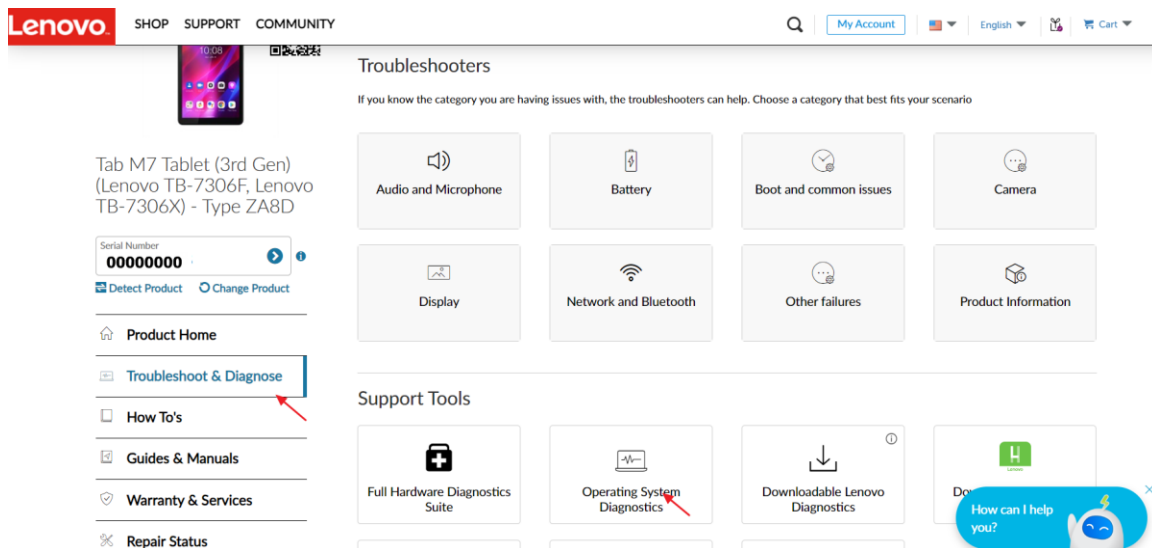 Lenovo
SHOP SUPPORT COMMUNITY
My Account
English
Cart
10:08
Tab M7 Tablet (3rd Gen)
(Lenovo TB-7306F, Lenovo
TB-7306X) - Type ZA8D
Serial Number
00000000
Detect Product Change Product
Product Home
Troubleshoot & Diagnose
How To's
Guides & Manuals
Warranty & Services
Repair Status
Troubleshooters
If you know the category you are having issues with, the troubleshooters can help. Choose a category that best fits your scenario
Audio and Microphone
Battery
Boot and common issues
Camera
Display
Network and Bluetooth
Other failures
Product Information
Support Tools
Full Hardware Diagnostics
Suite
Operating System
Diagnostics
Downloadable Lenovo
Diagnostics
How can I help
you?